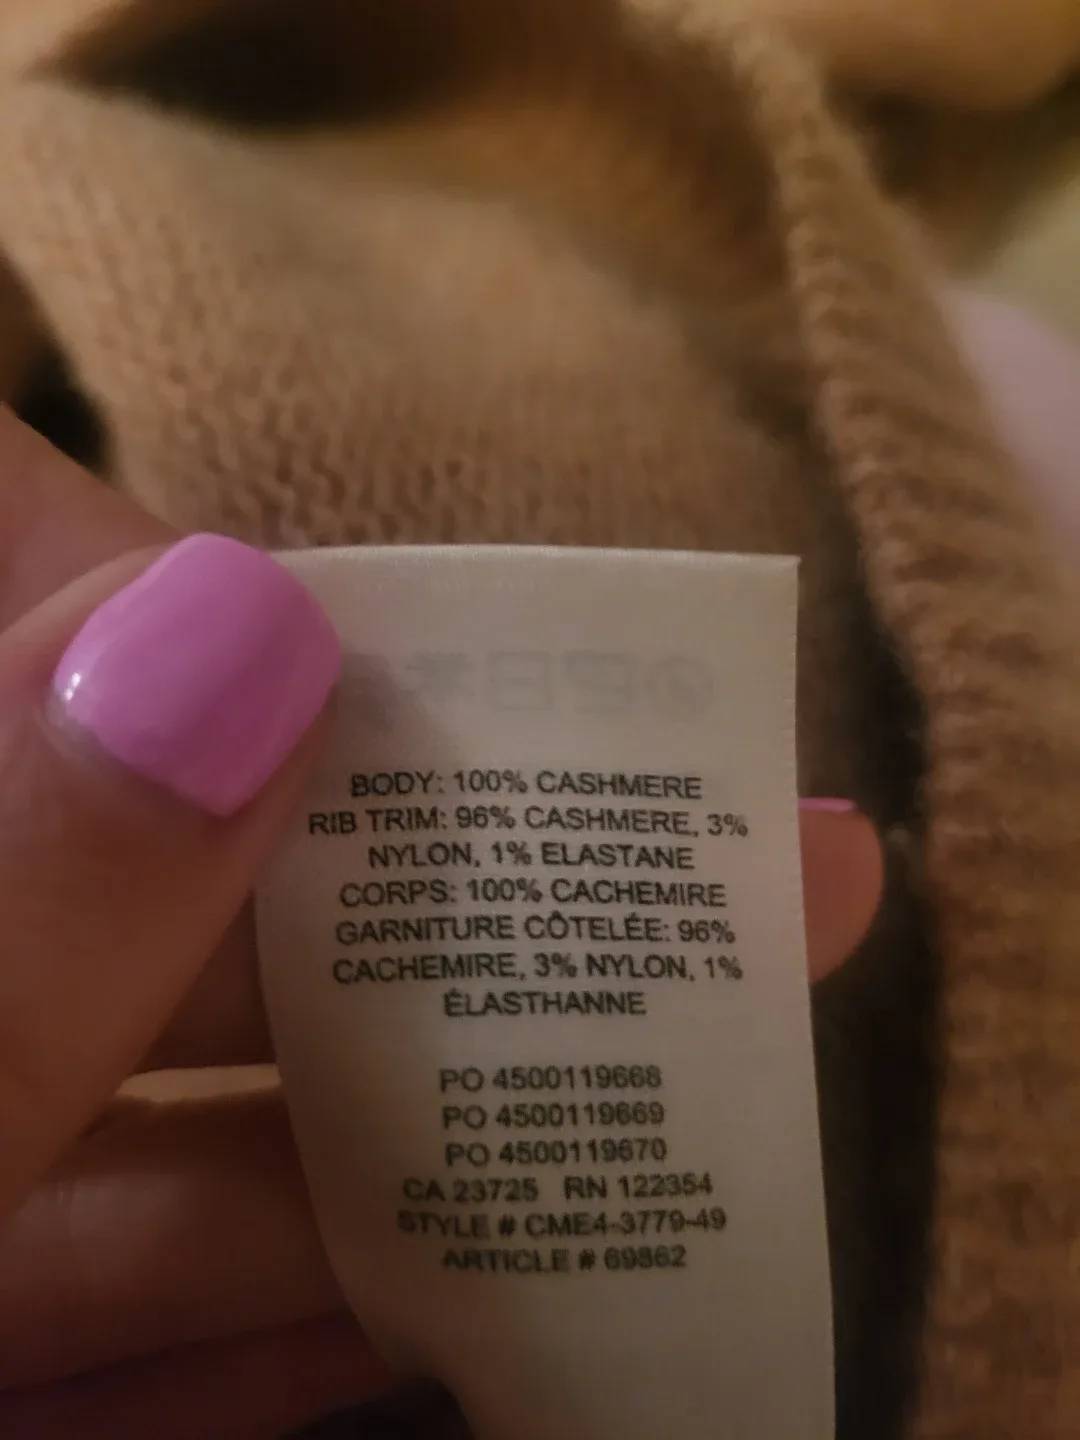 BODY: 100% CASHMERE
RIB TRIM: 96% CASHMERE, 3%
NYLON, 1% ELASTANE
CORPS: 100% CACHEMIRE
GARNITURE CÔTELÉE: 96%
CACHEMIRE, 3% NYLON, 1%
ÉLASTHANNE
PO 4500119668
PO 4500119669
PO 4500119670
CA 23725 RN 122354
STYLE # CME4-3779-49
ARTICLE # 69862